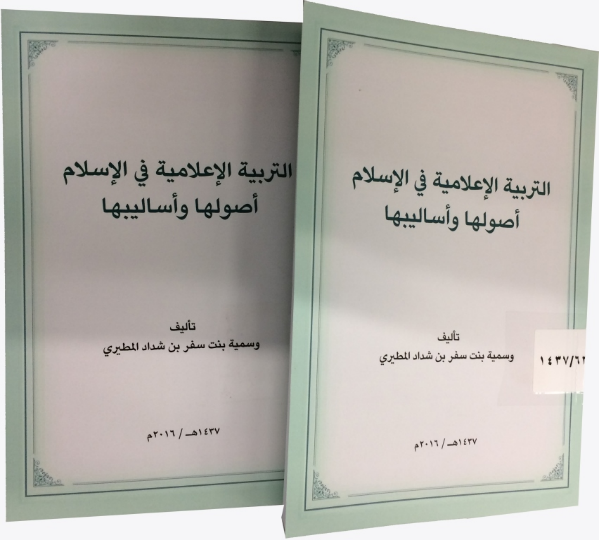 التربية الإعلامية في الإسلام
أصولها وأساليبها
تأليف
وسمية بنت سفر بن شداد المطيري
١٤٣٧هـ / ٢٠١٦م
التربية الإعلامية في الإسلام
أصولها وأساليبها
تأليف
وسمية بنت سفر بن شداد المطيري
١٤٣٧/٦٢
١٤٣٧هـ / ٢٠١٦م